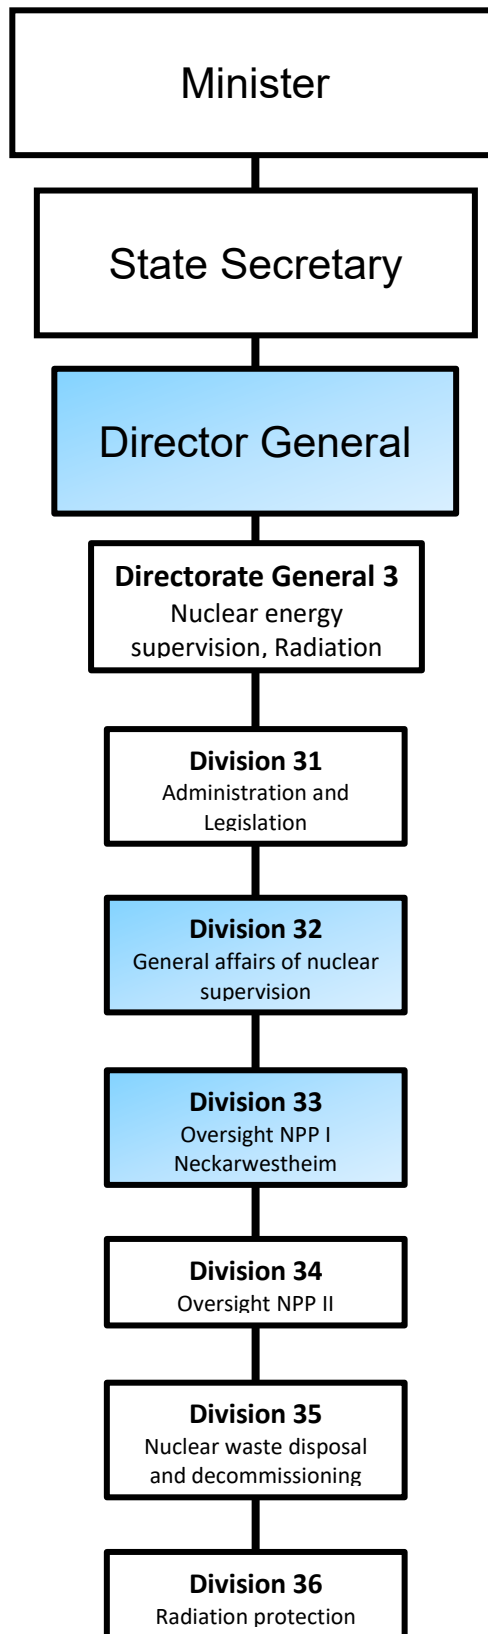 Minister
State Secretary
Director General
Directorate General 3
Nuclear energy
supervision, Radiation
Division 31
Administration and
Legislation
Division 32
General affairs of nuclear
supervision
Division 33
Oversight NPP I
Neckarwestheim
Division 34
Oversight NPP II
Division 35
Nuclear waste disposal
and decommissioning
Division 36
Radiation protection